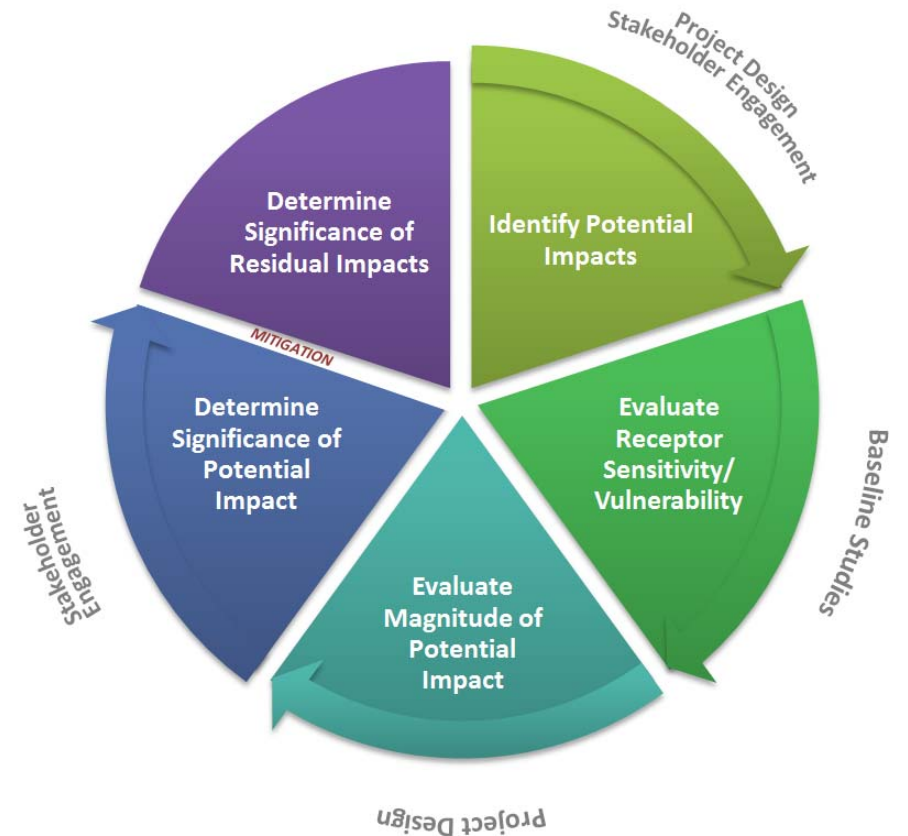 Project Design
Stakeholder Engagement
Identify Potential
Impacts
Evaluate
Receptor
Sensitivity/
Vulnerability
Baseline Studies
Evaluate
Magnitude of
Potential
Impact
Project Design
Determine
Significance of
Potential
Impact
Stakeholder
Engagement
MITIGATION
Determine
Significance of
Residual Impacts